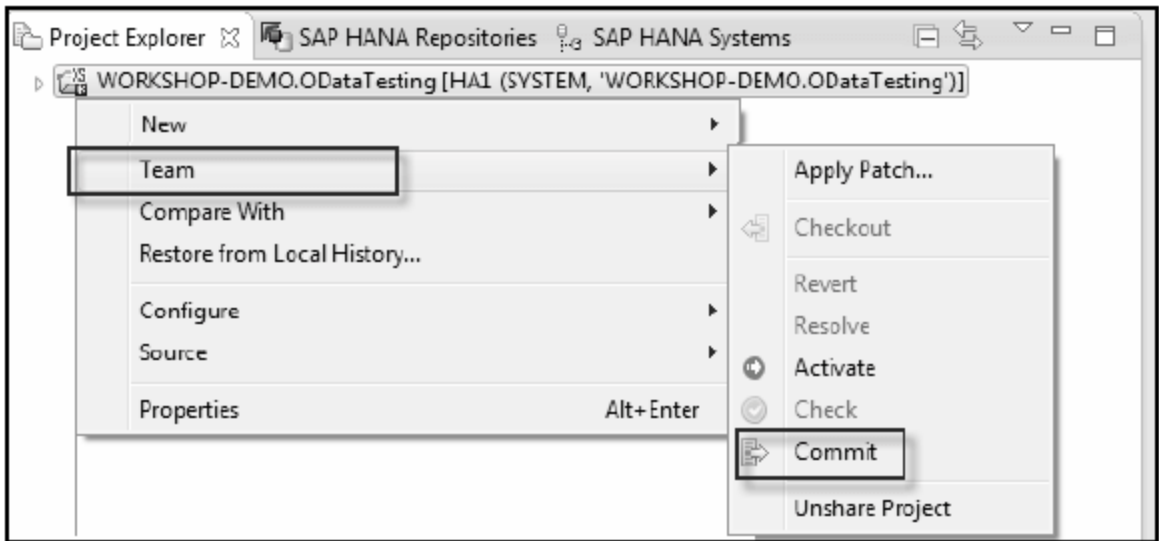 Project Explorer SAP HANA Repositories SAP HANA Systems
WORKSHOP-DEMO.ODataTesting [HA1 (SYSTEM, 'WORKSHOP-DEMO.ODataTesting')]
New
Team
Compare With
Restore from Local History...
Configure
Source
Properties Alt+Enter
Apply Patch...
Checkout
Revert
Resolve
Activate
Check
Commit
Unshare Project